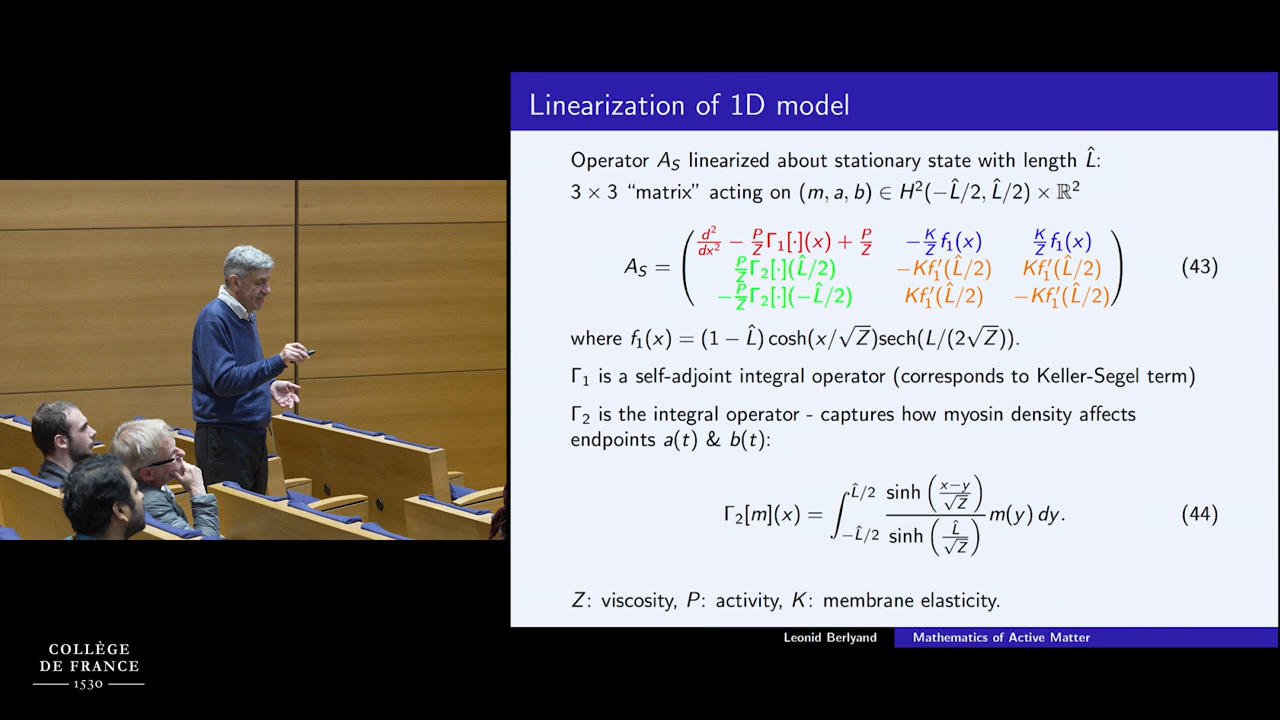 Linearization of 1D model
Operator A_S linearized about stationary state with length L̂:
3 × 3 “matrix” acting on (m, a, b) ∈ H²(−L̂/2, L̂/2) × ℝ²
A_S = ( d²/dx² − P/Z Γ₁[·](x) + P/Z   −K/Z f₁(x)   K/Z f₁(x)
P/Z Γ₂[·](L̂/2)   −Kf₁′(L̂/2)   Kf₁′(L̂/2)
−P/Z Γ₂[·](−L̂/2)   Kf₁′(L̂/2)   −Kf₁′(L̂/2) ) (43)
where f₁(x) = (1 − L̂) cosh(x/√Z)sech(L/(2√Z)).
Γ₁ is a self-adjoint integral operator (corresponds to Keller-Segel term)
Γ₂ is the integral operator - captures how myosin density affects
endpoints a(t) & b(t):
Γ₂[m](x) = ∫_{−L̂/2}^{L̂/2} sinh((x−y)/√Z) / sinh(L̂/√Z) m(y) dy. (44)
Z: viscosity, P: activity, K: membrane elasticity.
Leonid Berlyand Mathematics of Active Matter
COLLÈGE
DE FRANCE
1530